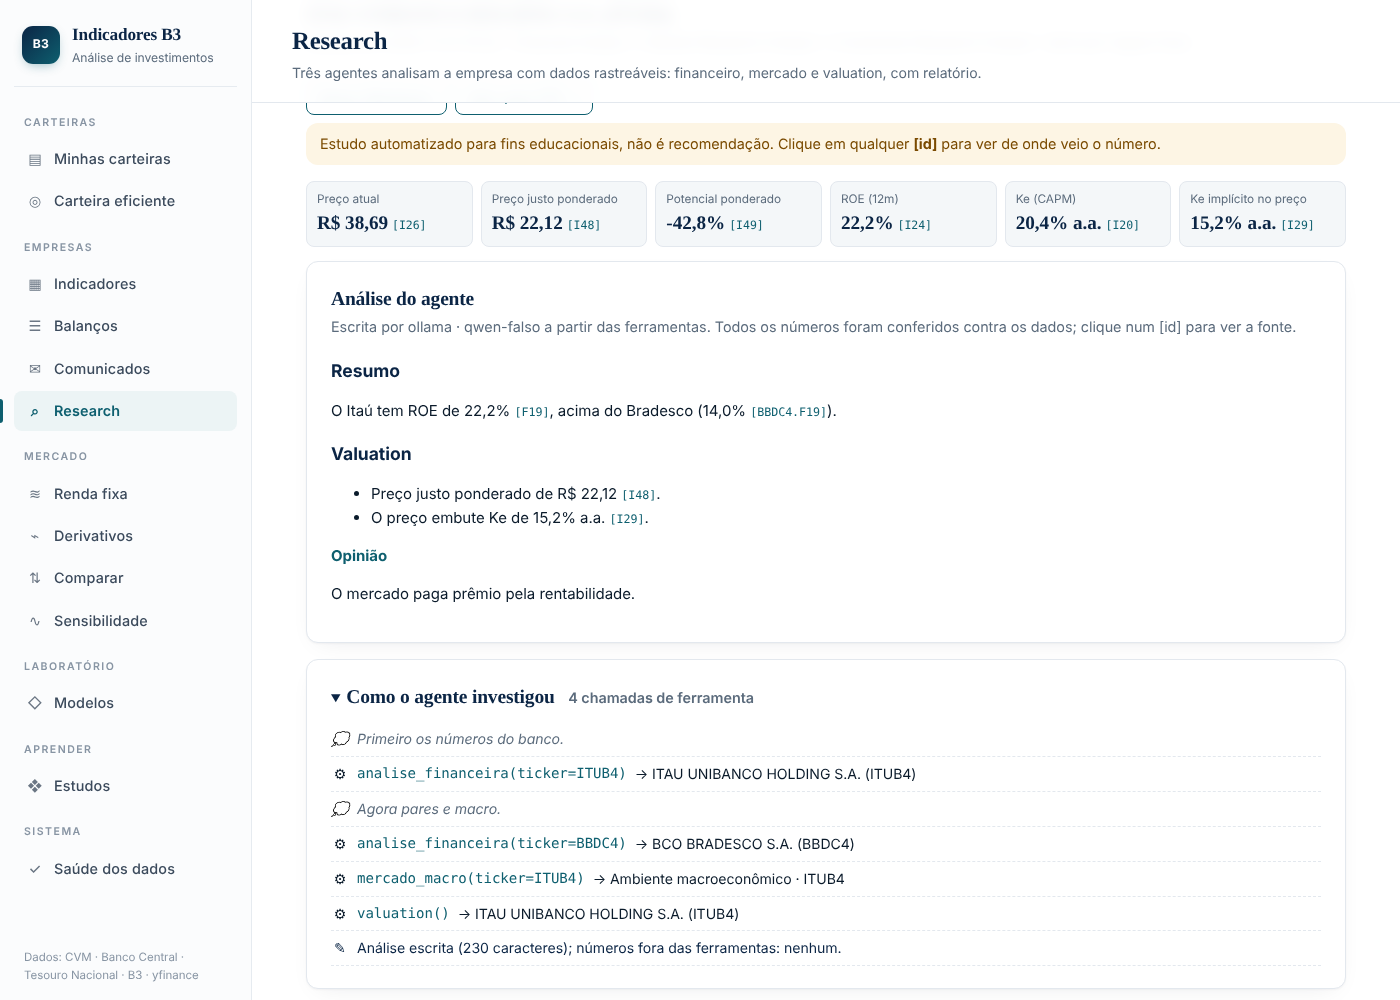 B3
Indicadores B3
Análise de investimentos
CARTEIRAS
Minhas carteiras
Carteira eficiente
EMPRESAS
Indicadores
Balanços
Comunicados
Research
MERCADO
Renda fixa
Derivativos
Comparar
Sensibilidade
LABORATÓRIO
Modelos
APRENDER
Estudos
SISTEMA
Saúde dos dados
Dados: CVM · Banco Central ·
Tesouro Nacional · B3 · yfinance
Research
Três agentes analisam a empresa com dados rastreáveis: financeiro, mercado e valuation, com relatório.
Estudo automatizado para fins educacionais, não é recomendação. Clique em qualquer [id] para ver de onde veio o número.
Preço atual
R$ 38,69 [I26]
Preço justo ponderado
R$ 22,12 [I48]
Potencial ponderado
-42,8% [I49]
ROE (12m)
22,2% [I24]
Ke (CAPM)
20,4% a.a. [I20]
Ke implícito no preço
15,2% a.a. [I29]
Análise do agente
Escrita por ollama · qwen-falso a partir das ferramentas. Todos os números foram conferidos contra os dados; clique num [id] para ver a fonte.
Resumo
O Itaú tem ROE de 22,2% [F19], acima do Bradesco (14,0% [BBDC4.F19]).
Valuation
• Preço justo ponderado de R$ 22,12 [I48].
• O preço embute Ke de 15,2% a.a. [I29].
Opinião
O mercado paga prêmio pela rentabilidade.
▼ Como o agente investigou 4 chamadas de ferramenta
Primeiro os números do banco.
analise_financeira(ticker=ITUB4) → ITAU UNIBANCO HOLDING S.A. (ITUB4)
Agora pares e macro.
analise_financeira(ticker=BBDC4) → BCO BRADESCO S.A. (BBDC4)
mercado_macro(ticker=ITUB4) → Ambiente macroeconômico · ITUB4
valuation() → ITAU UNIBANCO HOLDING S.A. (ITUB4)
Análise escrita (230 caracteres); números fora das ferramentas: nenhum.